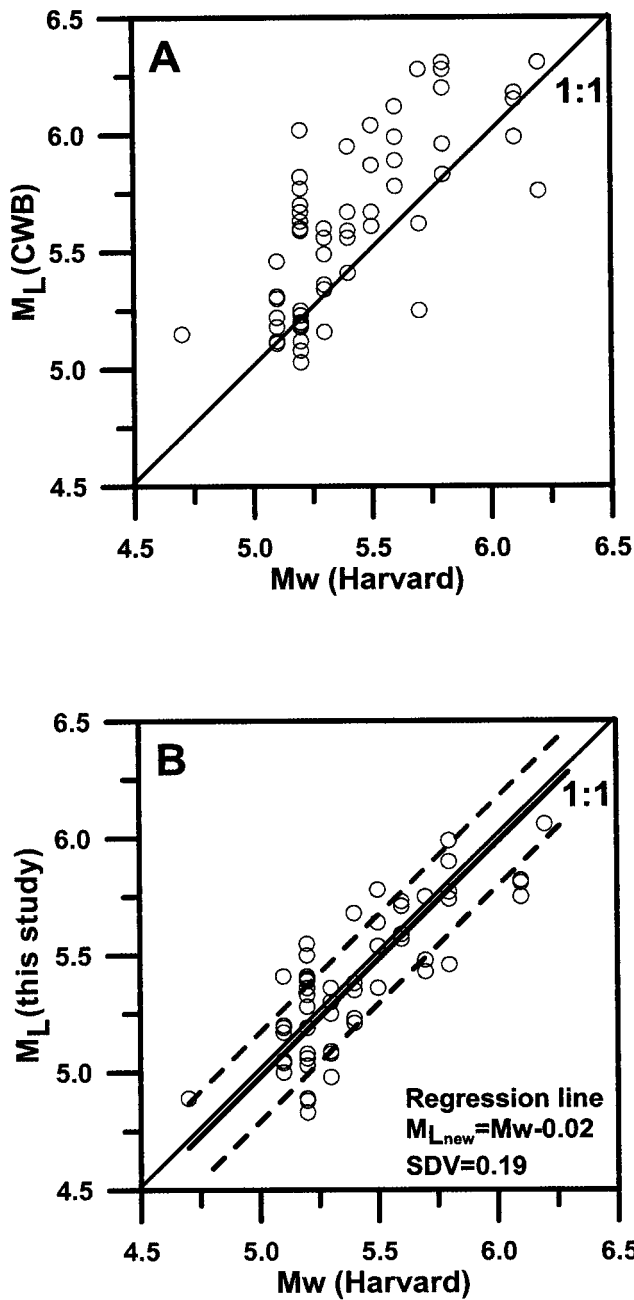 A
6.5
1:1
6.0
5.5
5.0
4.5
M_L(CWB)
4.5 5.0 5.5 6.0 6.5
Mw (Harvard)
B
6.5
1:1
6.0
5.5
5.0
4.5
M_L(this study)
Regression line
M_Lnew=Mw-0.02
SDV=0.19
4.5 5.0 5.5 6.0 6.5
Mw (Harvard)